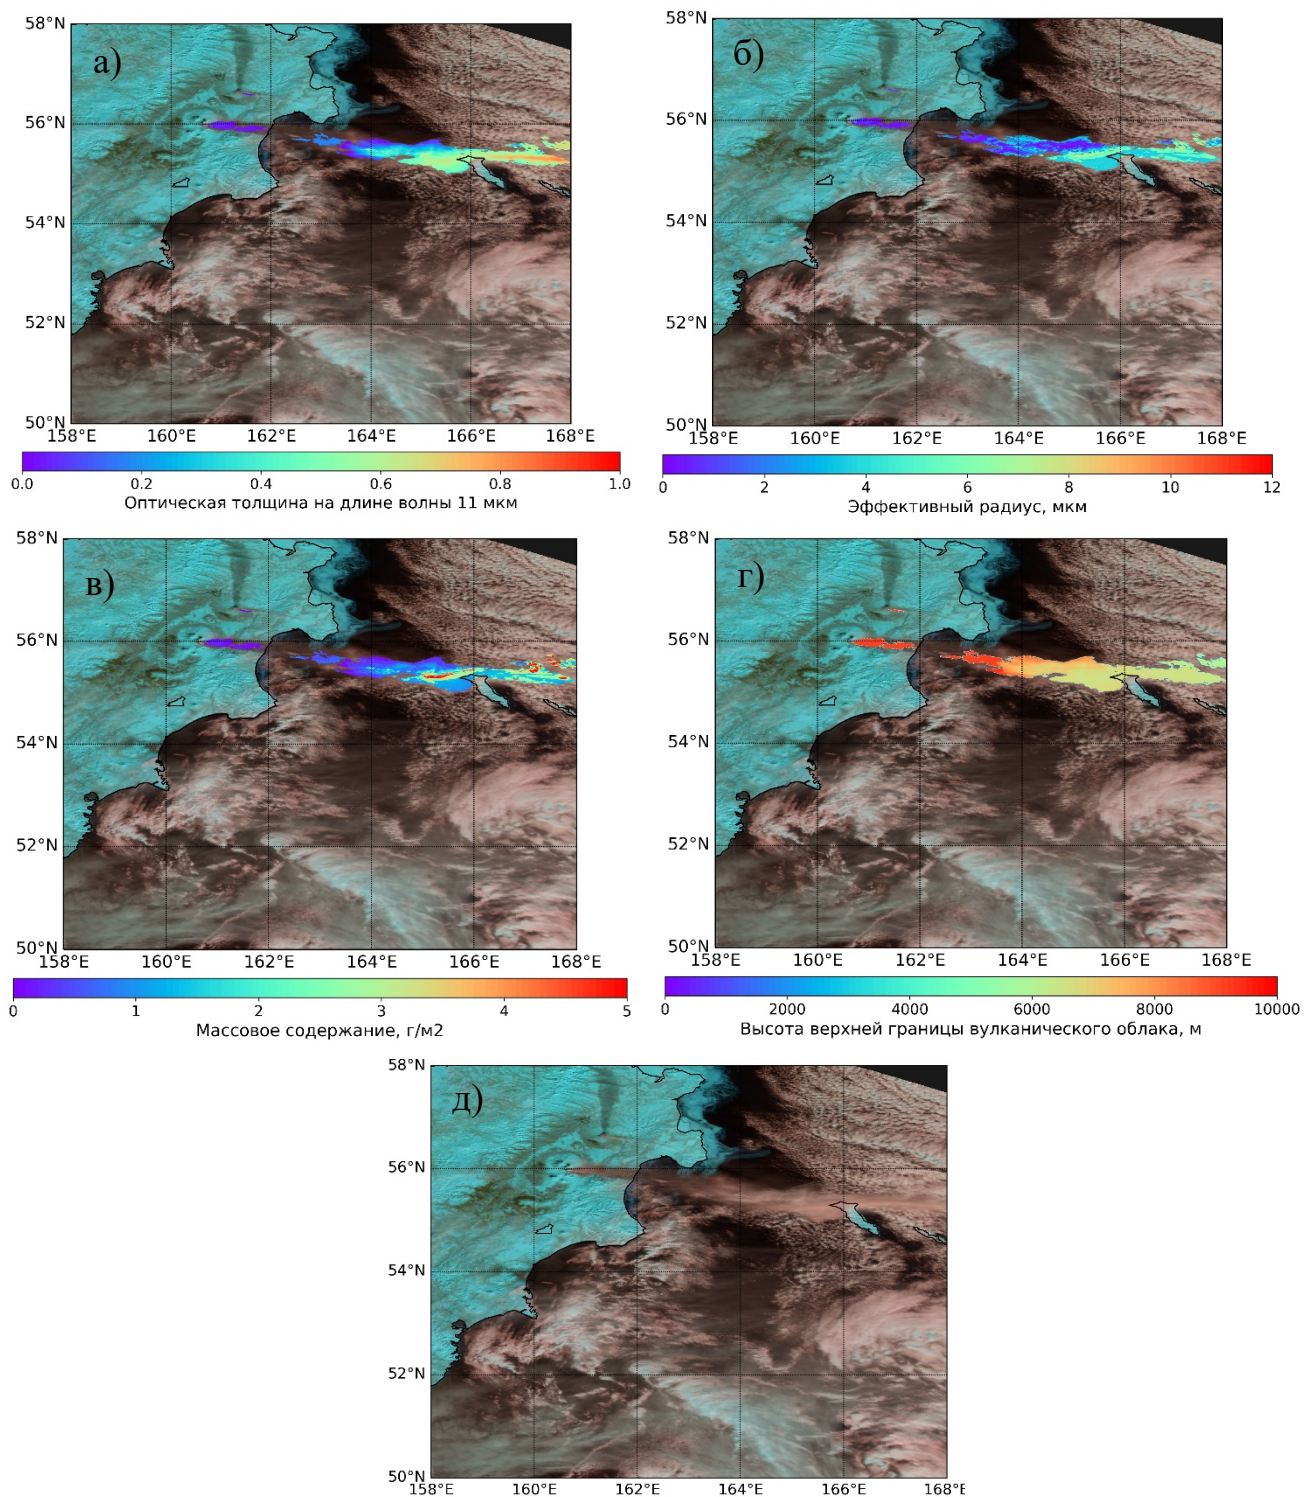 58°N
а)
56°N
54°N
52°N
50°N
158°E 160°E 162°E 164°E 166°E 168°E
0.0 0.2 0.4 0.6 0.8 1.0
Оптическая толщина на длине волны 11 мкм
58°N
б)
56°N
54°N
52°N
50°N
158°E 160°E 162°E 164°E 166°E 168°E
0 2 4 6 8 10 12
Эффективный радиус, мкм
58°N
в)
56°N
54°N
52°N
50°N
158°E 160°E 162°E 164°E 166°E 168°E
0 1 2 3 4 5
Массовое содержание, г/м2
58°N
г)
56°N
54°N
52°N
50°N
158°E 160°E 162°E 164°E 166°E 168°E
0 2000 4000 6000 8000 10000
Высота верхней границы вулканического облака, м
58°N
д)
56°N
54°N
52°N
50°N
158°E 160°E 162°E 164°E 166°E 168°E